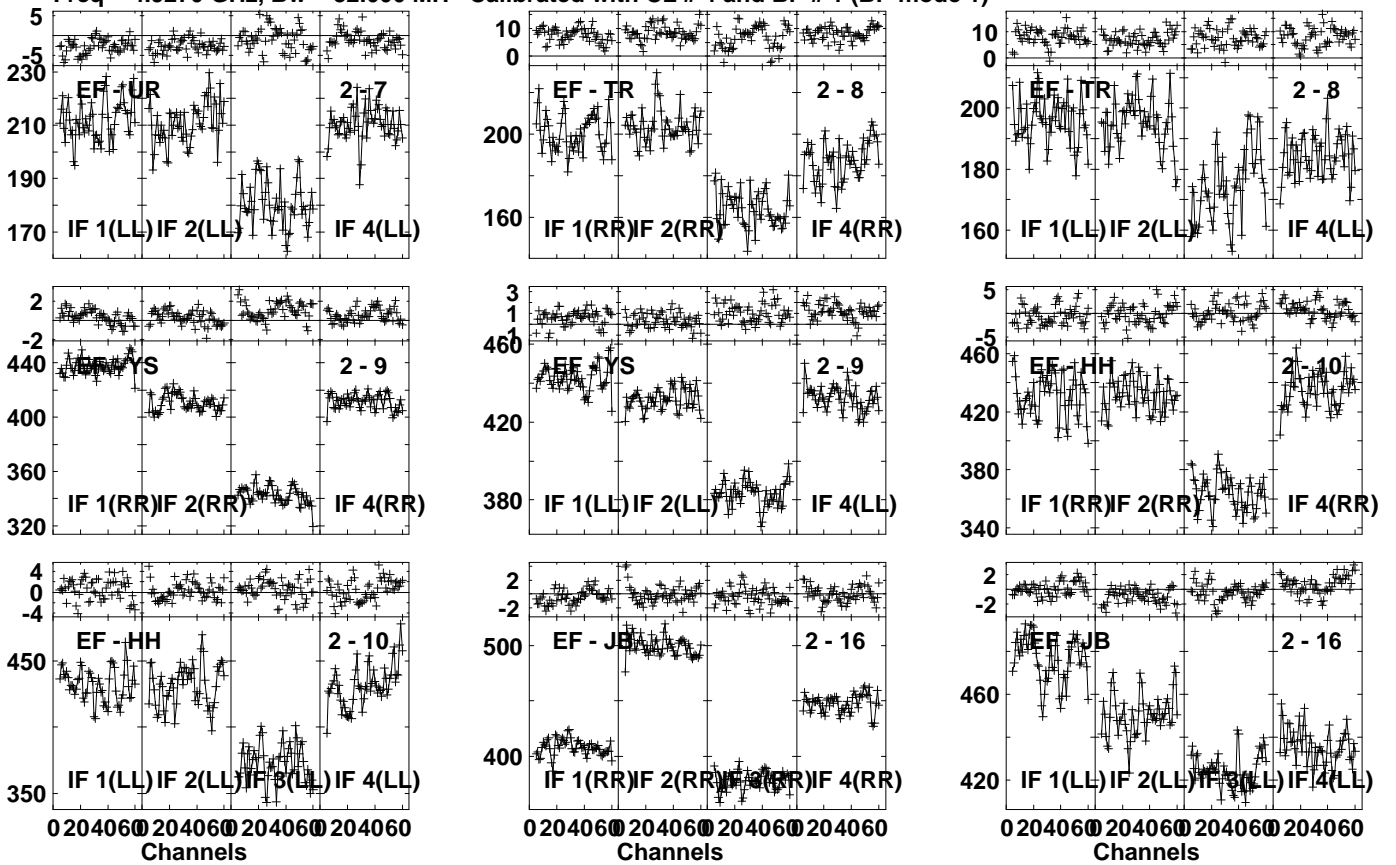 Freq GHz, Calibrated with and (BP mode
5
-5
230
210
190
170
EF - UR 2 - 7
IF 1(LL) IF 2(LL) IF 4(LL)
10
0
200
160
EF - TR 2 - 8
IF 1(RR) IF 2(RR) IF 4(RR)
10
0
200
180
160
EF - TR 2 - 8
IF 1(LL) IF 2(LL) IF 4(LL)
2
-2
440
400
360
320
EF - YS 2 - 9
IF 1(RR) IF 2(RR) IF 4(RR)
3
1
-1
460
420
380
EF - YS 2 - 9
IF 1(LL) IF 2(LL) IF 4(LL)
5
-5
460
420
380
340
EF - HH 2 - 10
IF 1(RR) IF 2(RR) IF 4(RR)
4
0
-4
450
350
EF - HH 2 - 10
IF 1(LL) IF 2(LL) IF 3(LL) IF 4(LL)
0 204060 0 204060 0 204060 0 204060
Channels
2
-2
500
400
EF - JB 2 - 16
IF 1(RR) IF 2(RR) IF 3(RR) IF 4(RR)
0 204060 0 204060 0 204060 0 204060
Channels
2
-2
460
420
EF - JB 2 - 16
IF 1(LL) IF 2(LL) IF 3(LL) IF 4(LL)
0 204060 0 204060 0 204060 0 204060
Channels